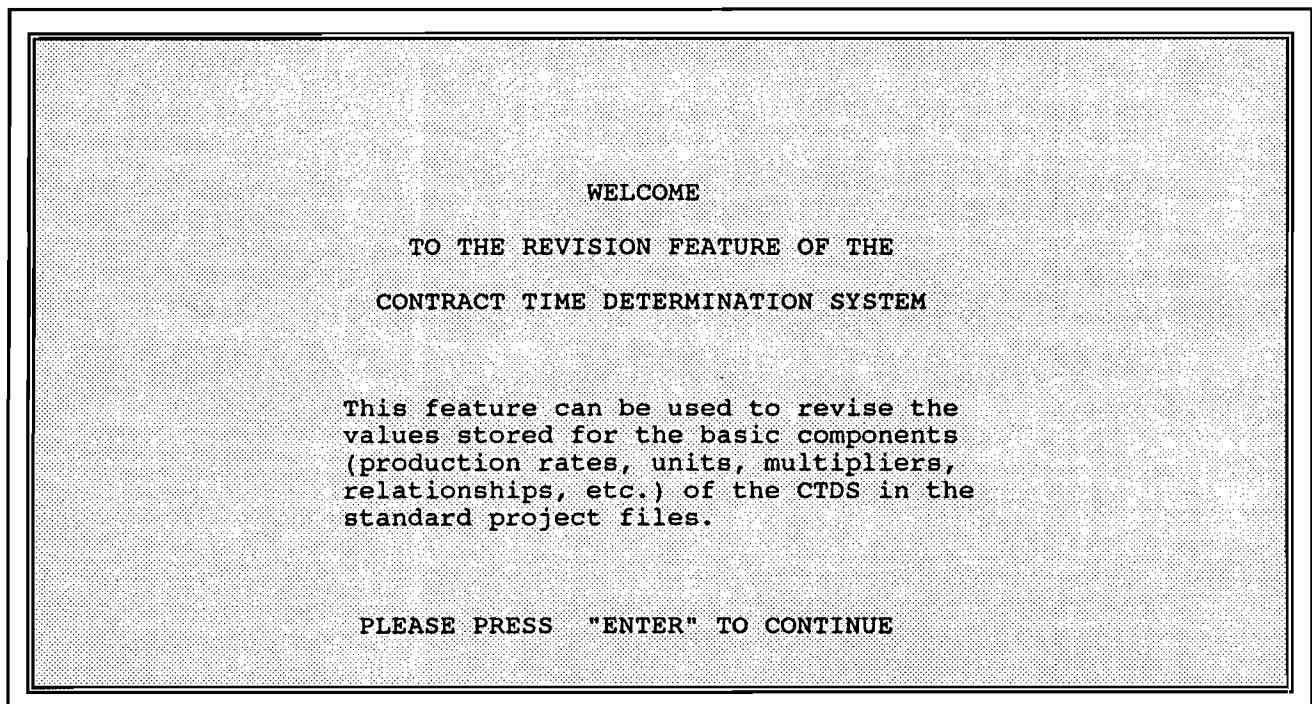 WELCOME
TO THE REVISION FEATURE OF THE
CONTRACT TIME DETERMINATION SYSTEM
This feature can be used to revise the
values stored for the basic components
(production rates, units, multipliers,
relationships, etc.) of the CTDS in the
standard project files.
PLEASE PRESS "ENTER" TO CONTINUE